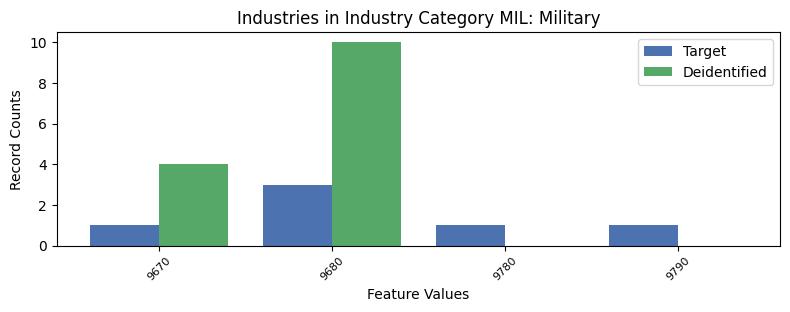 Industries in Industry Category MIL: Military
Record Counts
10
8
6
4
2
0
Target
Deidentified
9670
9680
9780
9790
Feature Values